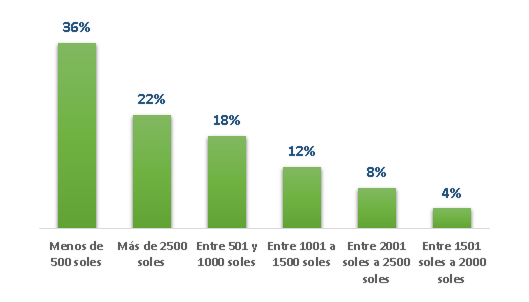 36%
22%
18%
12%
8%
4%
Menos de
500 soles
Más de 2500
soles
Entre 501 y
1000 soles
Entre 1001 a
1500 soles
Entre 2001
soles a 2500
soles
Entre 1501
soles a 2000
soles